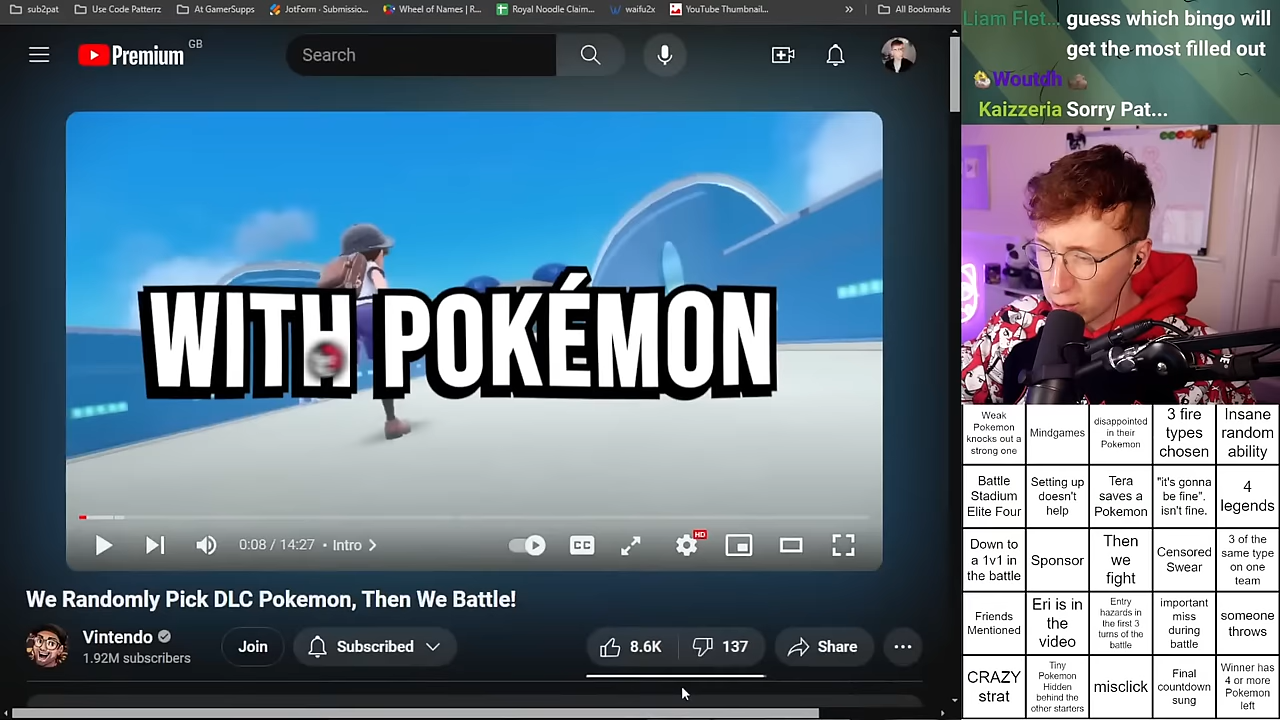 sub2pat
Use Code Patterz
At GamerSupps
JotForm - Submissio...
Wheel of Names | R...
Royal Noodle Claim...
waifu2x
YouTube Thumbnail...
»
All Bookmarks
Premium GB
Search
WITH POKÉMON
0:08 / 14:27 • Intro
CC
HD
We Randomly Pick DLC Pokemon, Then We Battle!
Vintendo
1.92M subscribers
Join
Subscribed
8.6K
137
Share
Liam Flet... guess which bingo will
get the most filled out
Woutdh
Kaizzeria Sorry Pat...
Weak
Pokemon
knocks out a
strong one
Mindgames
disappointed
in their
Pokemon
3 fire
types
chosen
Insane
random
ability
Battle
Stadium
Elite Four
Setting up
doesn't
help
Tera
saves a
Pokemon
"it's gonna
be fine".
isn't fine.
4
legends
Down to
a 1v1 in
the battle
Sponsor
Then
we
fight
Censored
Swear
3 of the
same type
on one
team
Friends
Mentioned
Eri is in
the
video
Entry
hazards in
the first 3
turns of the
battle
important
miss
during
battle
someone
throws
CRAZY
strat
Tiny
Pokemon
Hidden
behind the
other starters
misclick
Final
countdown
sung
Winner has
4 or more
Pokemon
left